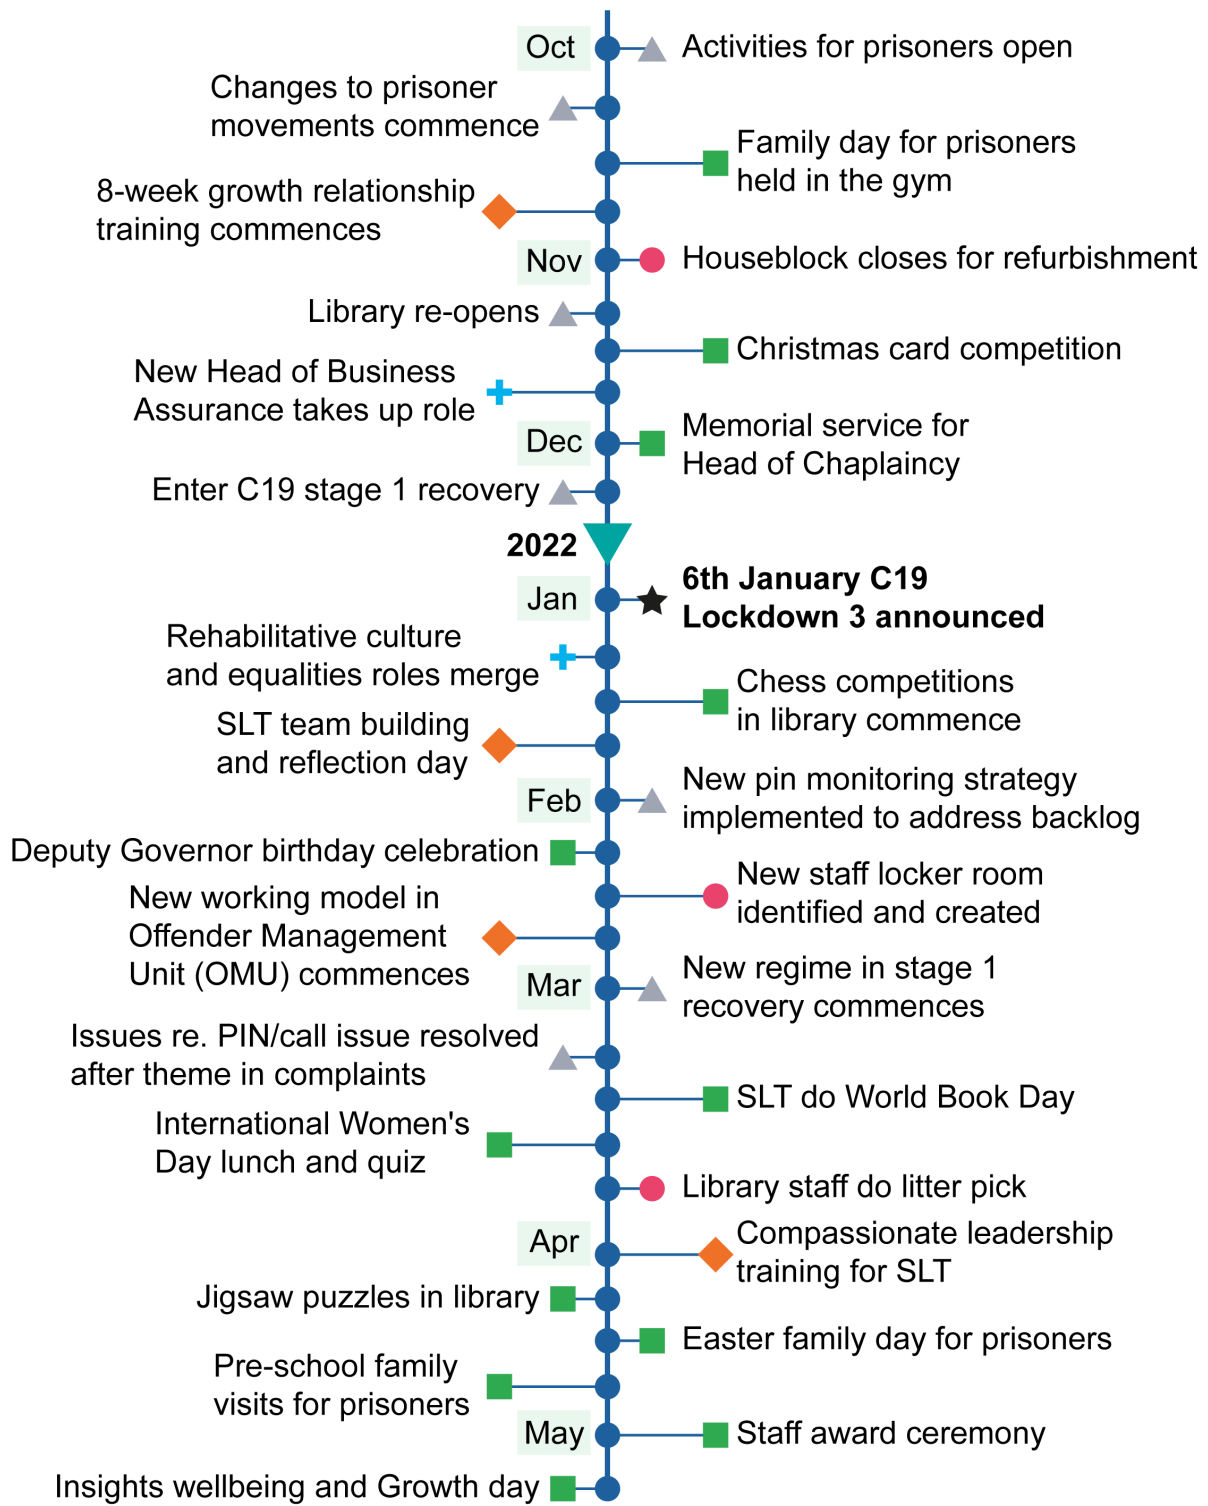 Oct
Activities for prisoners open
Changes to prisoner
movements commence
Family day for prisoners
held in the gym
8-week growth relationship
training commences
Nov
Houseblock closes for refurbishment
Library re-opens
Christmas card competition
New Head of Business
Assurance takes up role
Dec
Memorial service for
Head of Chaplaincy
Enter C19 stage 1 recovery
2022
Jan
6th January C19
Lockdown 3 announced
Rehabilitative culture
and equalities roles merge
Chess competitions
in library commence
SLT team building
and reflection day
Feb
New pin monitoring strategy
implemented to address backlog
Deputy Governor birthday celebration
New staff locker room
identified and created
New working model in
Offender Management
Unit (OMU) commences
Mar
New regime in stage 1
recovery commences
Issues re. PIN/call issue resolved
after theme in complaints
SLT do World Book Day
International Women's
Day lunch and quiz
Library staff do litter pick
Apr
Compassionate leadership
training for SLT
Jigsaw puzzles in library
Easter family day for prisoners
Pre-school family
visits for prisoners
May
Staff award ceremony
Insights wellbeing and Growth day